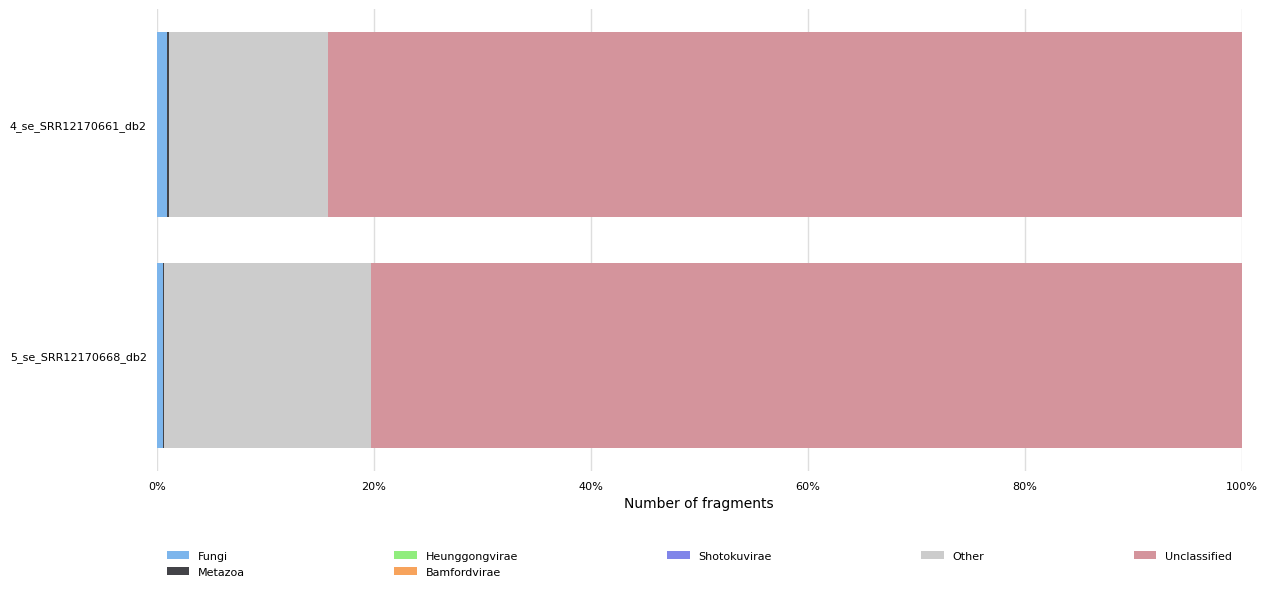 4_se_SRR12170661_db2
5_se_SRR12170668_db2
0% 20% 40% 60% 80% 100%
Number of fragments
Fungi Heunggongvirae Shotokuvirae Other Unclassified
Metazoa Bamfordvirae